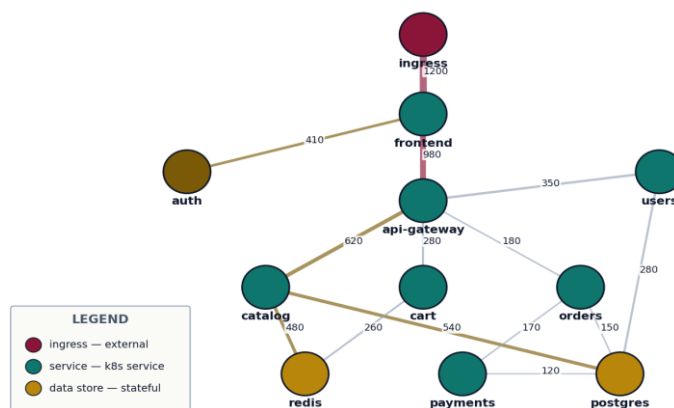 ingress
1200
frontend
410
980
auth
users
350
api-gateway
620
280
180
280
catalog
cart
orders
480
260
540
170
150
120
redis
payments
postgres
LEGEND
ingress — external
service — k8s service
data store — stateful